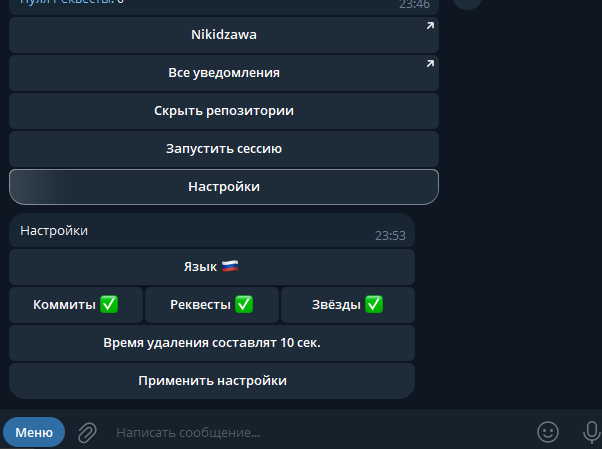 Пулл Реквесты: 0
23:46
Nikidzawa
Все уведомления
Скрыть репозитории
Запустить сессию
Настройки
Настройки
23:53
Язык
Коммиты Реквесты Звёзды
Время удаления составлят 10 сек.
Применить настройки
Меню Написать сообщение...